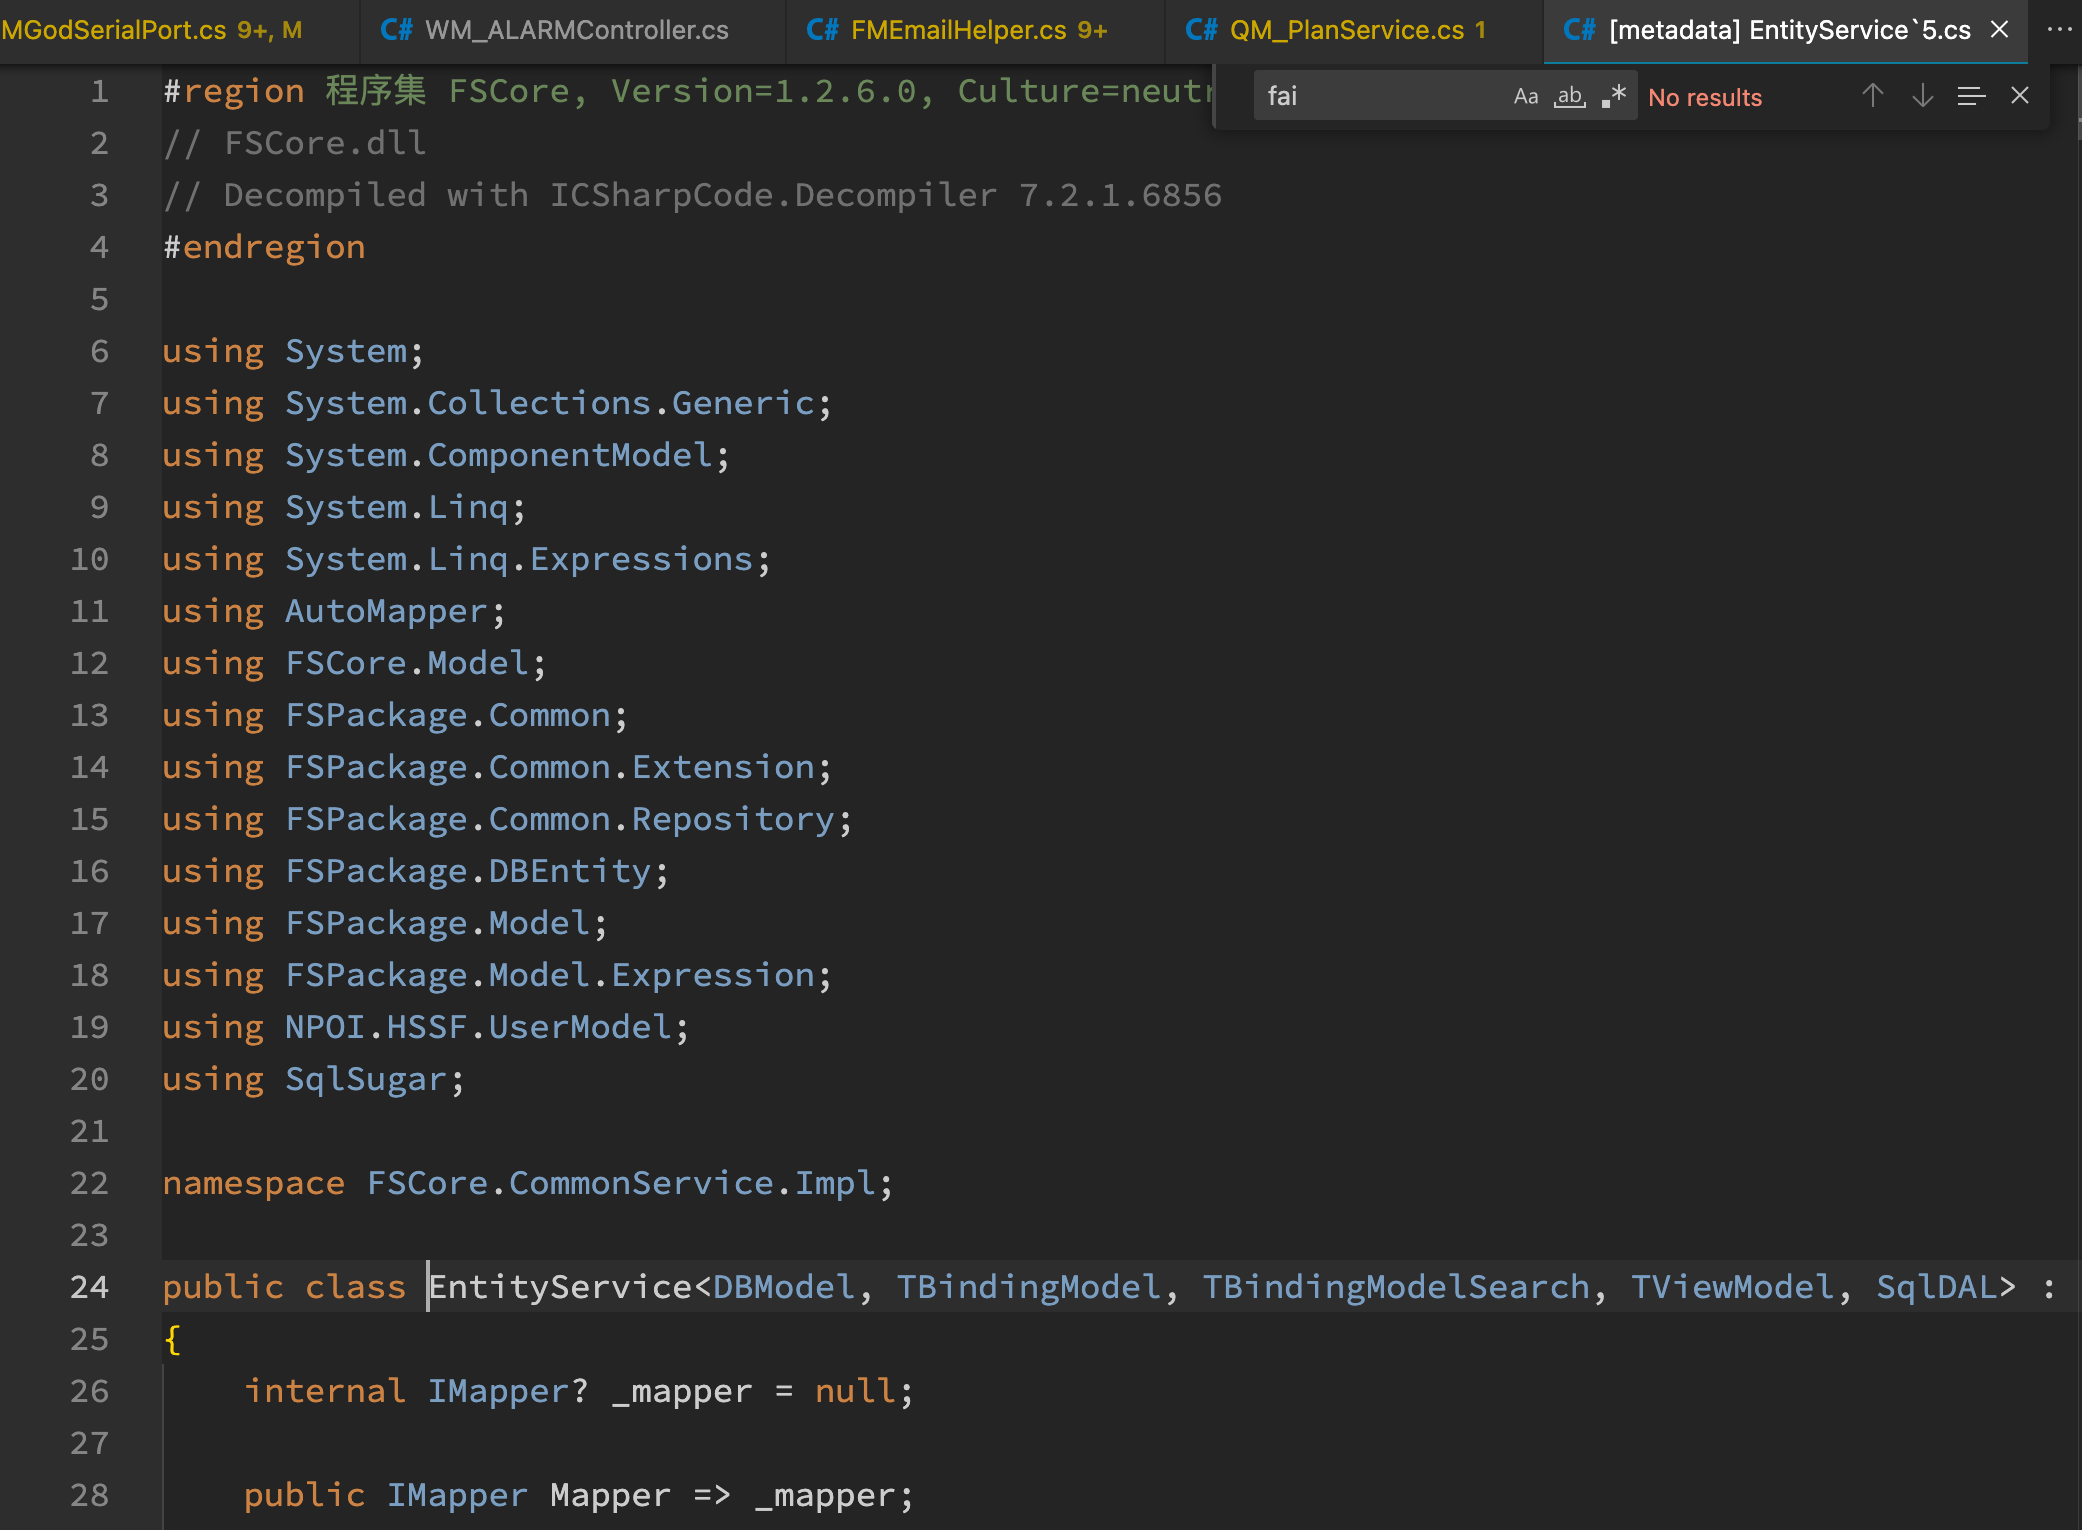 MGodSerialPort.cs 9+, M C# WM_ALARMController.cs C# FMEmailHelper.cs 9+ C# QM_PlanService.cs 1 C# [metadata] EntityService`5.cs
fai Aa ab .* No results
1 #region 程序集 FSCore, Version=1.2.6.0, Culture=neutr
2 // FSCore.dll
3 // Decompiled with ICSharpCode.Decompiler 7.2.1.6856
4 #endregion
5
6 using System;
7 using System.Collections.Generic;
8 using System.ComponentModel;
9 using System.Linq;
10 using System.Linq.Expressions;
11 using AutoMapper;
12 using FSCore.Model;
13 using FSPackage.Common;
14 using FSPackage.Common.Extension;
15 using FSPackage.Common.Repository;
16 using FSPackage.DBEntity;
17 using FSPackage.Model;
18 using FSPackage.Model.Expression;
19 using NPOI.HSSF.UserModel;
20 using SqlSugar;
21
22 namespace FSCore.CommonService.Impl;
23
24 public class EntityService<DBModel, TBindingModel, TBindingModelSearch, TViewModel, SqlDAL> :
25 {
26 internal IMapper? _mapper = null;
27
28 public IMapper Mapper => _mapper;